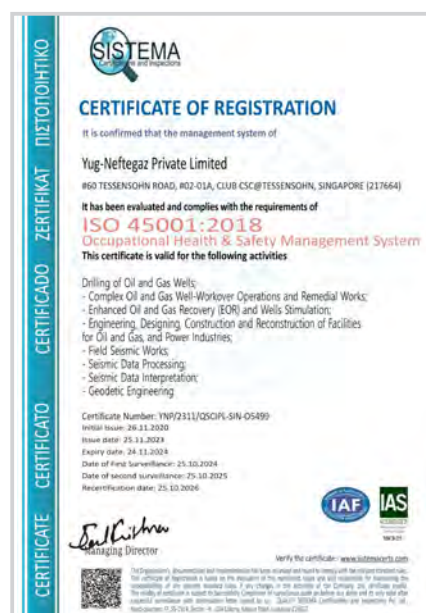 SISTEMA
Certifications and Inspections
CERTIFICATE OF REGISTRATION
It is confirmed that the management system of
Yug-Neftegaz Private Limited
#60 TESSENSOHN ROAD, #02-01A, CLUB CSC@TESSENSOHN, SINGAPORE (217664)
It has been evaluated and complies with the requirements of
ISO 45001:2018
Occupational Health & Safety Management System
This certificate is valid for the following activities
Drilling of Oil and Gas Wells;
- Complex Oil and Gas Well-Workover Operations and Remedial Works;
- Enhanced Oil and Gas Recovery (EOR) and Wells Stimulation;
- Engineering, Designing, Construction and Reconstruction of Facilities
for Oil and Gas, and Power Industries;
- Field Seismic Works;
- Seismic Data Processing;
- Seismic Data Interpretation;
- Geodetic Engineering
Certificate Number: YNP/2311/QSCIPL-SIN-OS499
Initial Issue: 26.11.2020
Issue date: 25.11.2023
Expiry date: 24.11.2024
Date of First Surveillance: 25.10.2024
Date of second surveillance: 25.10.2025
Recertification date: 25.10.2026
IAF
IAS
Managing Director
Verify the certificate: www.sistemacerts.com
CERTIFICATE CERTIFICATO CERTIFICADO ZERTIFIKAT ΠΙΣΤΟΠΟΙΗΤΙΚΟ